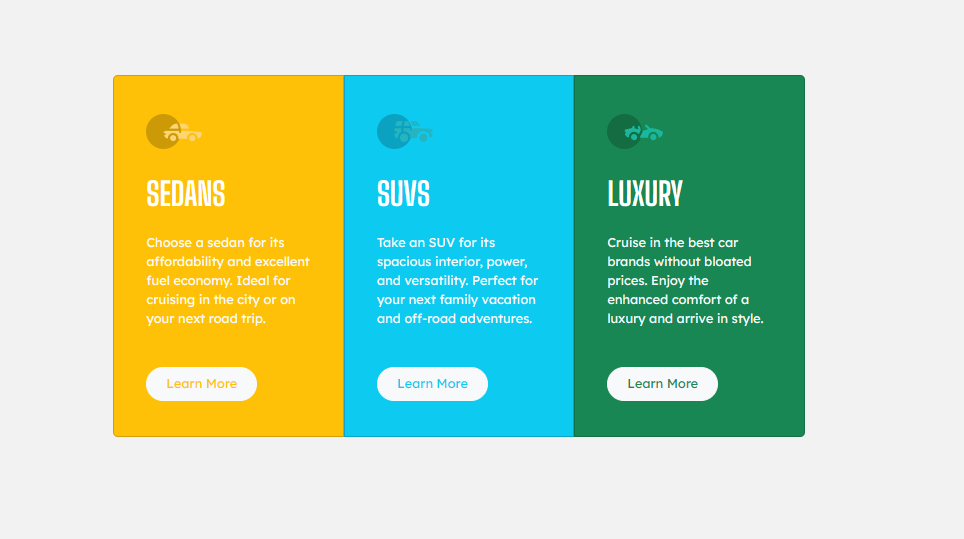 SEDANS
Choose a sedan for its
affordability and excellent
fuel economy. Ideal for
cruising in the city or on
your next road trip.
Learn More
SUVS
Take an SUV for its
spacious interior, power,
and versatility. Perfect for
your next family vacation
and off-road adventures.
Learn More
LUXURY
Cruise in the best car
brands without bloated
prices. Enjoy the
enhanced comfort of a
luxury and arrive in style.
Learn More